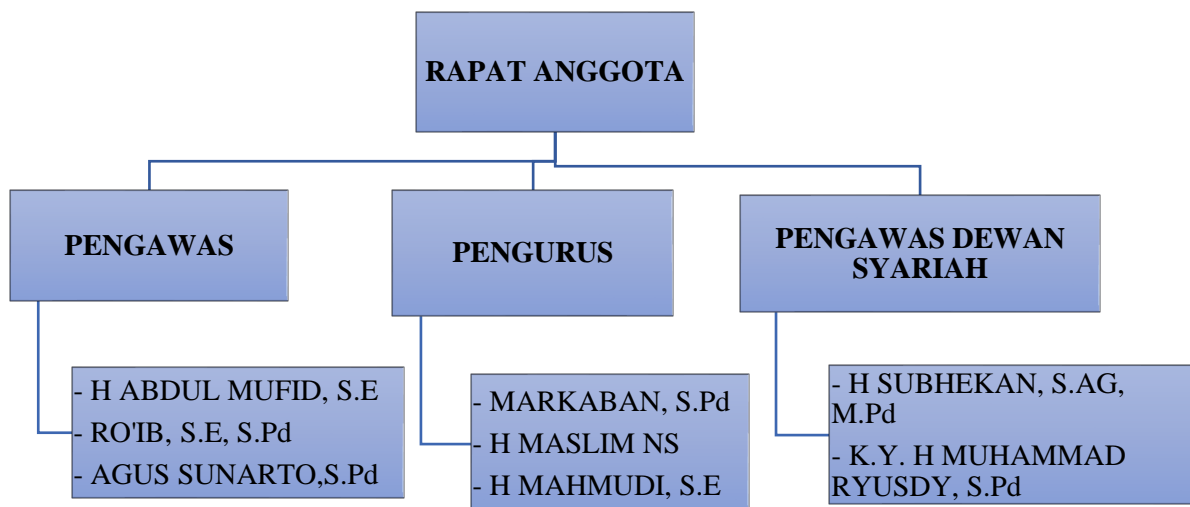 RAPAT ANGGOTA
PENGAWAS
PENGURUS
PENGAWAS DEWAN
SYARIAH
- H ABDUL MUFID, S.E
- RO'IB, S.E, S.Pd
- AGUS SUNARTO,S.Pd
- MARKABAN, S.Pd
- H MASLIM NS
- H MAHMUDI, S.E
- H SUBHEKAN, S.AG,
M.Pd
- K.Y. H MUHAMMAD
RYUSDY, S.Pd